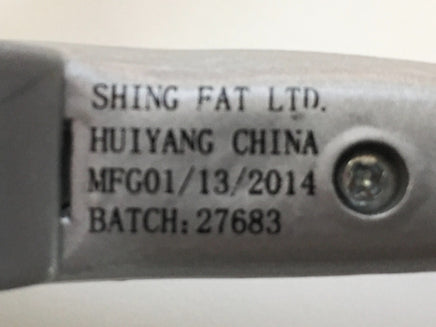 SHING FAT LTD.
HUIYANG CHINA
MFG01/13/2014
BATCH:27683